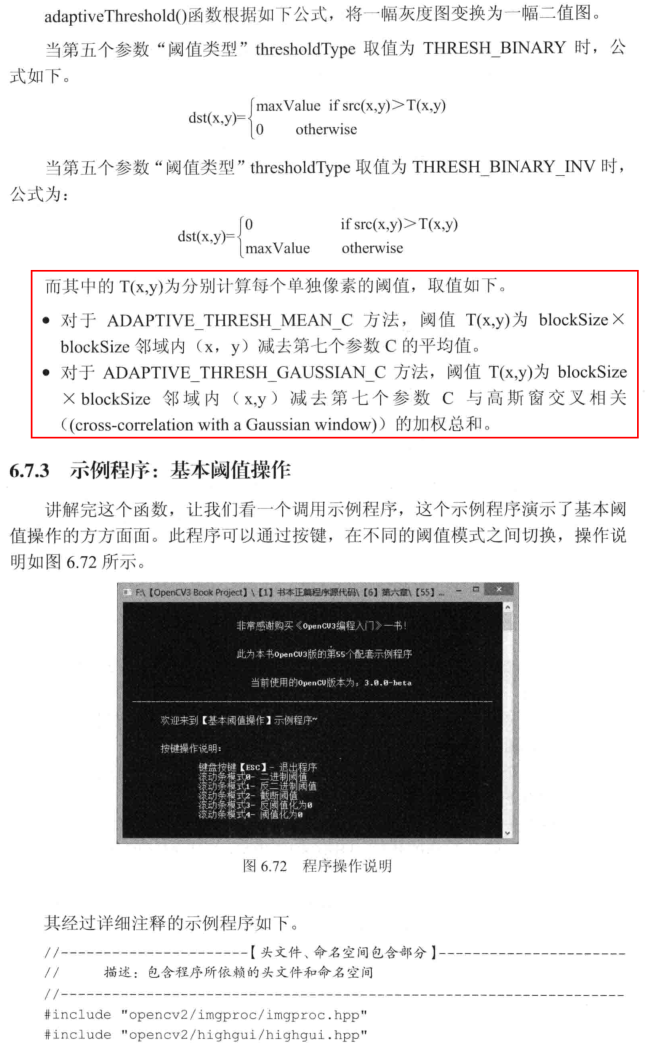 adaptiveThreshold()函数根据如下公式，将一幅灰度图变换为一幅二值图。
当第五个参数“阈值类型”thresholdType 取值为 THRESH_BINARY 时，公
式如下。
dst(x,y)={maxValue if src(x,y)>T(x,y)
0 otherwise
当第五个参数“阈值类型”thresholdType 取值为 THRESH_BINARY_INV 时，
公式为：
dst(x,y)={0 if src(x,y)>T(x,y)
maxValue otherwise
而其中的 T(x,y)为分别计算每个单独像素的阈值，取值如下。
● 对于 ADAPTIVE_THRESH_MEAN_C 方法，阈值 T(x,y)为 blockSize×
blockSize 邻域内（x，y）减去第七个参数 C 的平均值。
● 对于 ADAPTIVE_THRESH_GAUSSIAN_C 方法，阈值 T(x,y)为 blockSize
×blockSize 邻域内（x,y）减去第七个参数 C 与高斯窗交叉相关
（(cross-correlation with a Gaussian window)）的加权总和。
6.7.3 示例程序：基本阈值操作
讲解完这个函数，让我们看一个调用示例程序，这个示例程序演示了基本阈
值操作的方方面面。此程序可以通过按键，在不同的阈值模式之间切换，操作说
明如图 6.72 所示。
F:\【OpenCV3 Book Project】\【1】书本正篇程序源代码\【6】第六章\【55】...
非常感谢购买《OpenCV3编程入门》一书！
此为本书OpenCV3版的第55个配套示例程序
当前使用的OpenCV版本为：3.0.0-beta
欢迎来到【基本阈值操作】示例程序~
按键操作说明：
键盘按键【ESC】- 退出程序
滚动条模式0- 二进制阈值
滚动条模式1- 反二进制阈值
滚动条模式2- 截断阈值
滚动条模式3- 反阈值化为0
滚动条模式4- 阈值化为0
图 6.72 程序操作说明
其经过详细注释的示例程序如下。
//----------------------【头文件、命名空间包含部分】----------------------
// 描述：包含程序所依赖的头文件和命名空间
//------------------------------------------------------------------
#include "opencv2/imgproc/imgproc.hpp"
#include "opencv2/highgui/highgui.hpp"